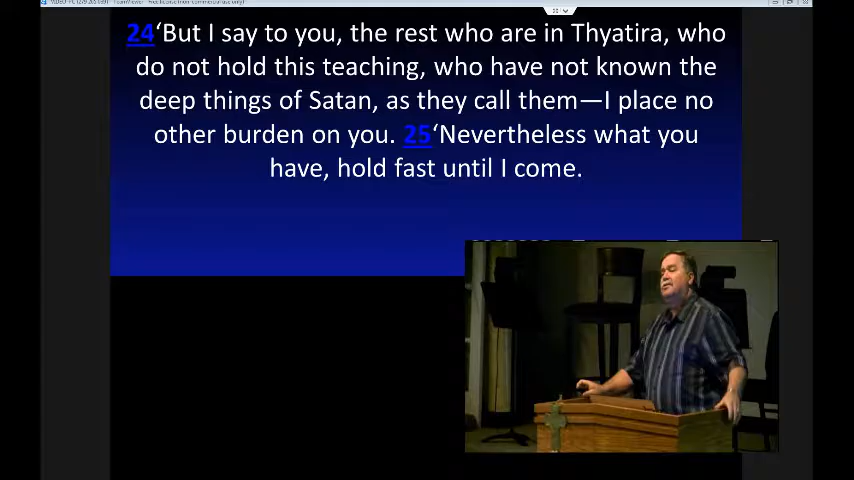 24‘But I say to you, the rest who are in Thyatira, who
do not hold this teaching, who have not known the
deep things of Satan, as they call them—I place no
other burden on you. 25‘Nevertheless what you
have, hold fast until I come.